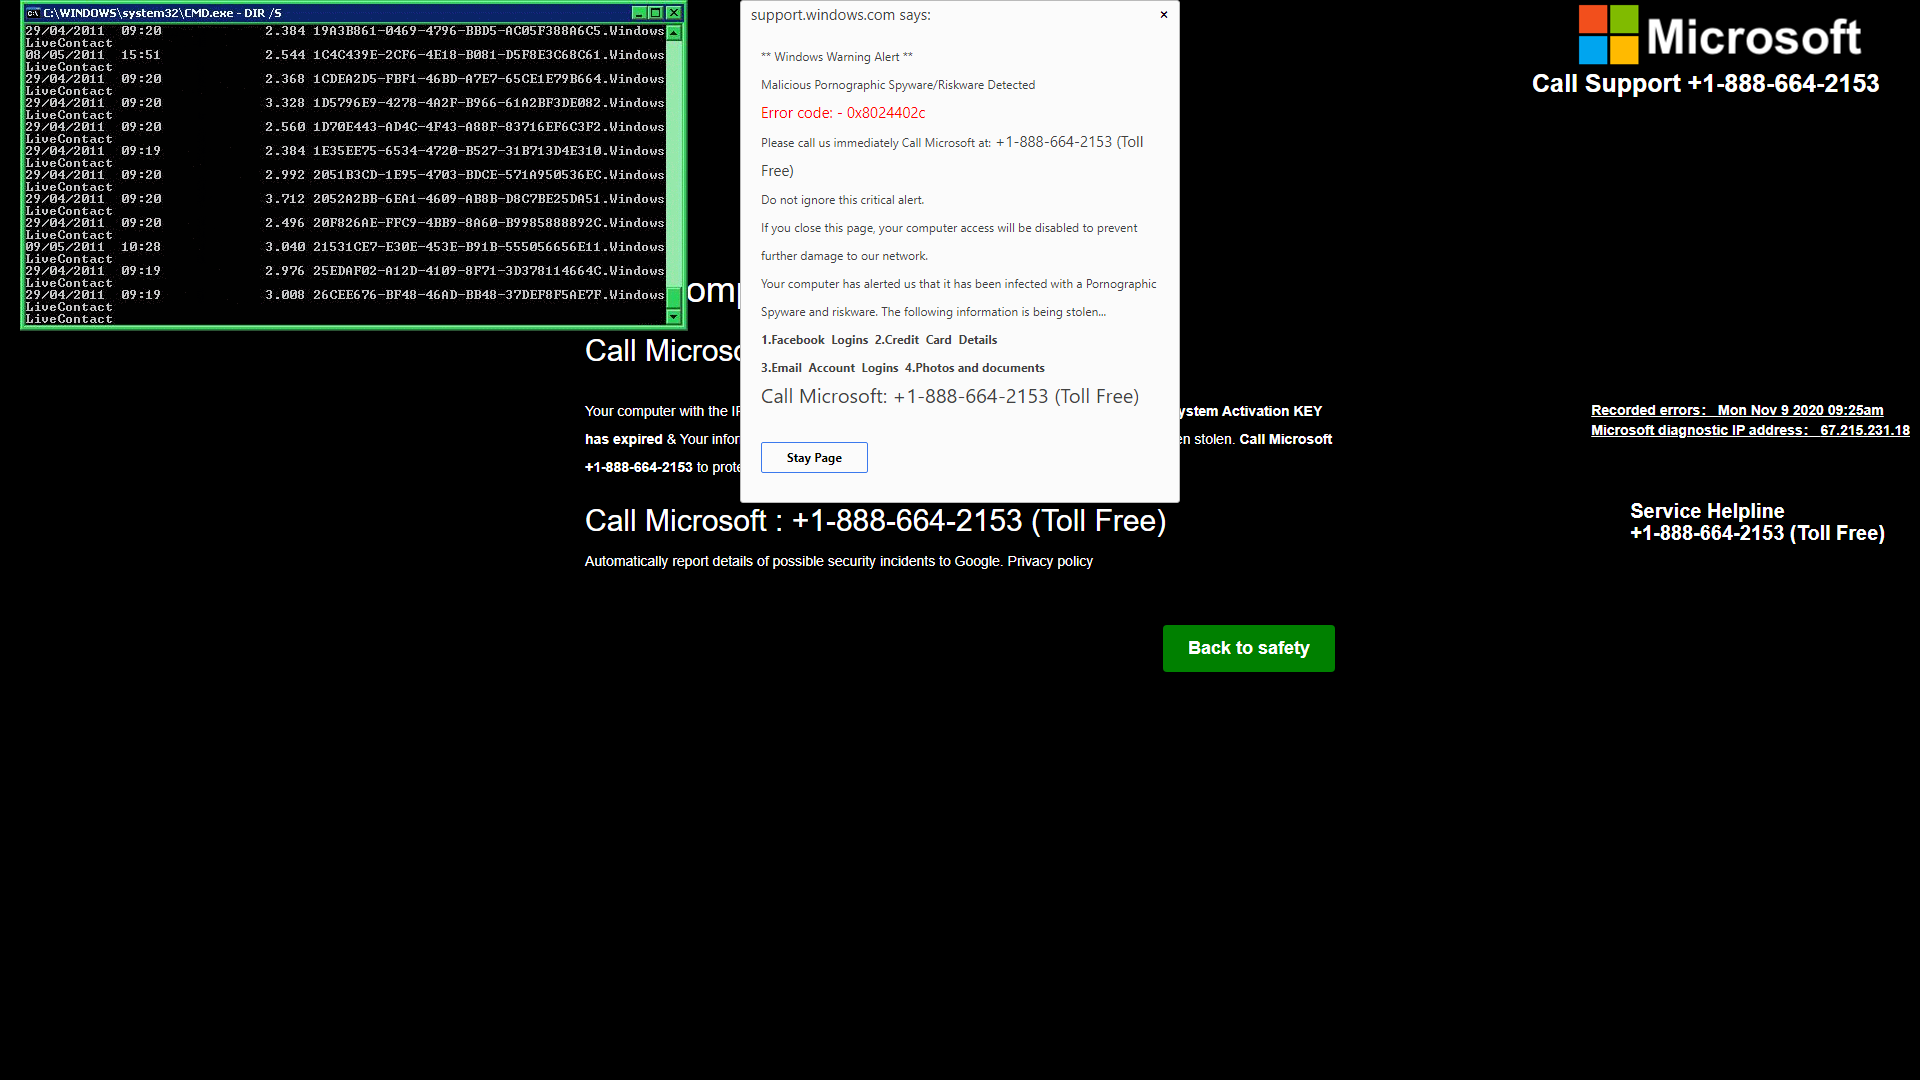 C:\WINDOWS\system32\CMD.exe - DIR /S
29/04/2011  09:20             2.384 19A3B861-0469-4796-BBD5-AC05F388A6C5.Windows
LiveContact
08/05/2011  15:51             2.544 1C4C439E-2CF6-4E18-B081-D5F8E3C68C61.Windows
LiveContact
29/04/2011  09:20             2.368 1CDEA2D5-FBF1-46BD-A7E7-65CE1E79B664.Windows
LiveContact
29/04/2011  09:20             3.328 1D5796E9-4278-4A2F-B966-61A2BF3DE082.Windows
LiveContact
29/04/2011  09:20             2.560 1D70E443-AD4C-4F43-A88F-83716EF6C3F2.Windows
LiveContact
29/04/2011  09:19             2.384 1E35EE75-6534-4720-B527-31B713D4E310.Windows
LiveContact
29/04/2011  09:20             2.992 2051B3CD-1E95-4703-BDCE-571A950536EC.Windows
LiveContact
29/04/2011  09:20             3.712 2052A2BB-6EA1-4609-AB8B-D8C7BE25DA51.Windows
LiveContact
29/04/2011  09:20             2.496 20F826AE-FFC9-4BB9-8A60-B9985888892C.Windows
LiveContact
09/05/2011  10:28             3.040 21531CE7-E30E-453E-B91B-555056656E11.Windows
LiveContact
29/04/2011  09:19             2.976 25EDAF02-A12D-4109-8F71-3D378114664C.Windows
LiveContact
29/04/2011  09:19             3.008 26CEE676-BF48-46AD-BB48-37DEF8F5AE7F.Windows
LiveContact
LiveContact
support.windows.com says:
** Windows Warning Alert **
Malicious Pornographic Spyware/Riskware Detected
Error code: - 0x8024402c
Please call us immediately Call Microsoft at: +1-888-664-2153 (Toll
Free)
Do not ignore this critical alert.
If you close this page, your computer access will be disabled to prevent
further damage to our network.
Your computer has alerted us that it has been infected with a Pornographic
Spyware and riskware. The following information is being stolen...
1.Facebook Logins 2.Credit Card Details
3.Email Account Logins 4.Photos and documents
Call Microsoft: +1-888-664-2153 (Toll Free)
Stay Page
Microsoft
Call Support +1-888-664-2153
Call
Your computer with the
has expired & Your
en stolen. Call Microsoft
+1-888-664-2153 to
ystem Activation KEY
Call Microsoft : +1-888-664-2153 (Toll Free)
Automatically report details of possible security incidents to Google. Privacy policy
Back to safety
Recorded errors: Mon Nov 9 2020 09:25am
Microsoft diagnostic IP address: 67.215.231.18
Service Helpline
+1-888-664-2153 (Toll Free)